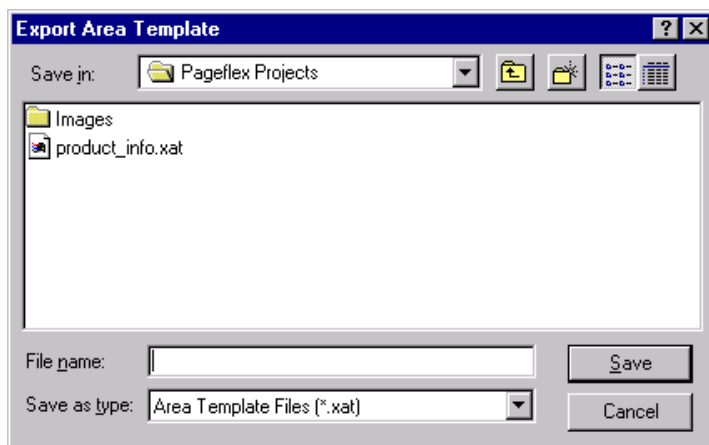 Export Area Template
Save in: Pageflex Projects
Images
product_info.xat
File name: Save
Save as type: Area Template Files (*.xat) Cancel